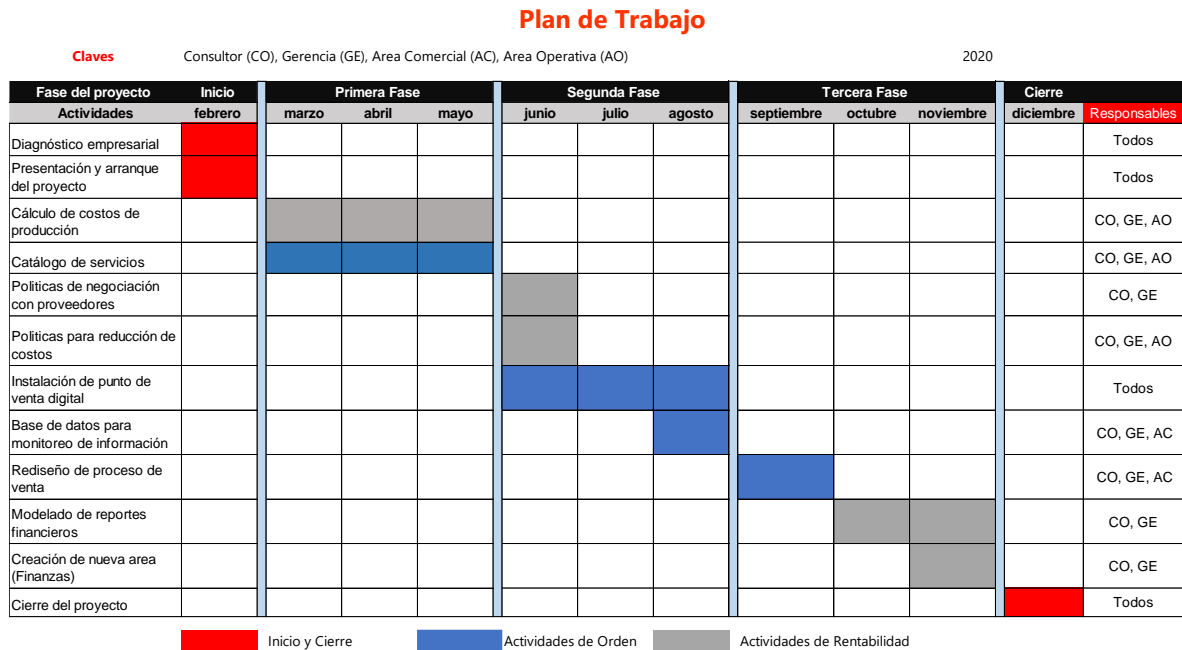 Plan de Trabajo
Claves Consultor (CO), Gerencia (GE), Area Comercial (AC), Area Operativa (AO) 2020
Fase del proyecto Inicio Primera Fase Segunda Fase Tercera Fase Cierre
Actividades febrero marzo abril mayo junio julio agosto septiembre octubre noviembre diciembre Responsables
Diagnóstico empresarial Todos
Presentación y arranque
del proyecto Todos
Cálculo de costos de
producción CO, GE, AO
Catálogo de servicios CO, GE, AO
Politicas de negociación
con proveedores CO, GE
Politicas para reducción de
costos CO, GE, AO
Instalación de punto de
venta digital Todos
Base de datos para
monitoreo de información CO, GE, AC
Rediseño de proceso de
venta CO, GE, AC
Modelado de reportes
financieros CO, GE
Creación de nueva area
(Finanzas) CO, GE
Cierre del proyecto Todos
Inicio y Cierre Actividades de Orden Actividades de Rentabilidad